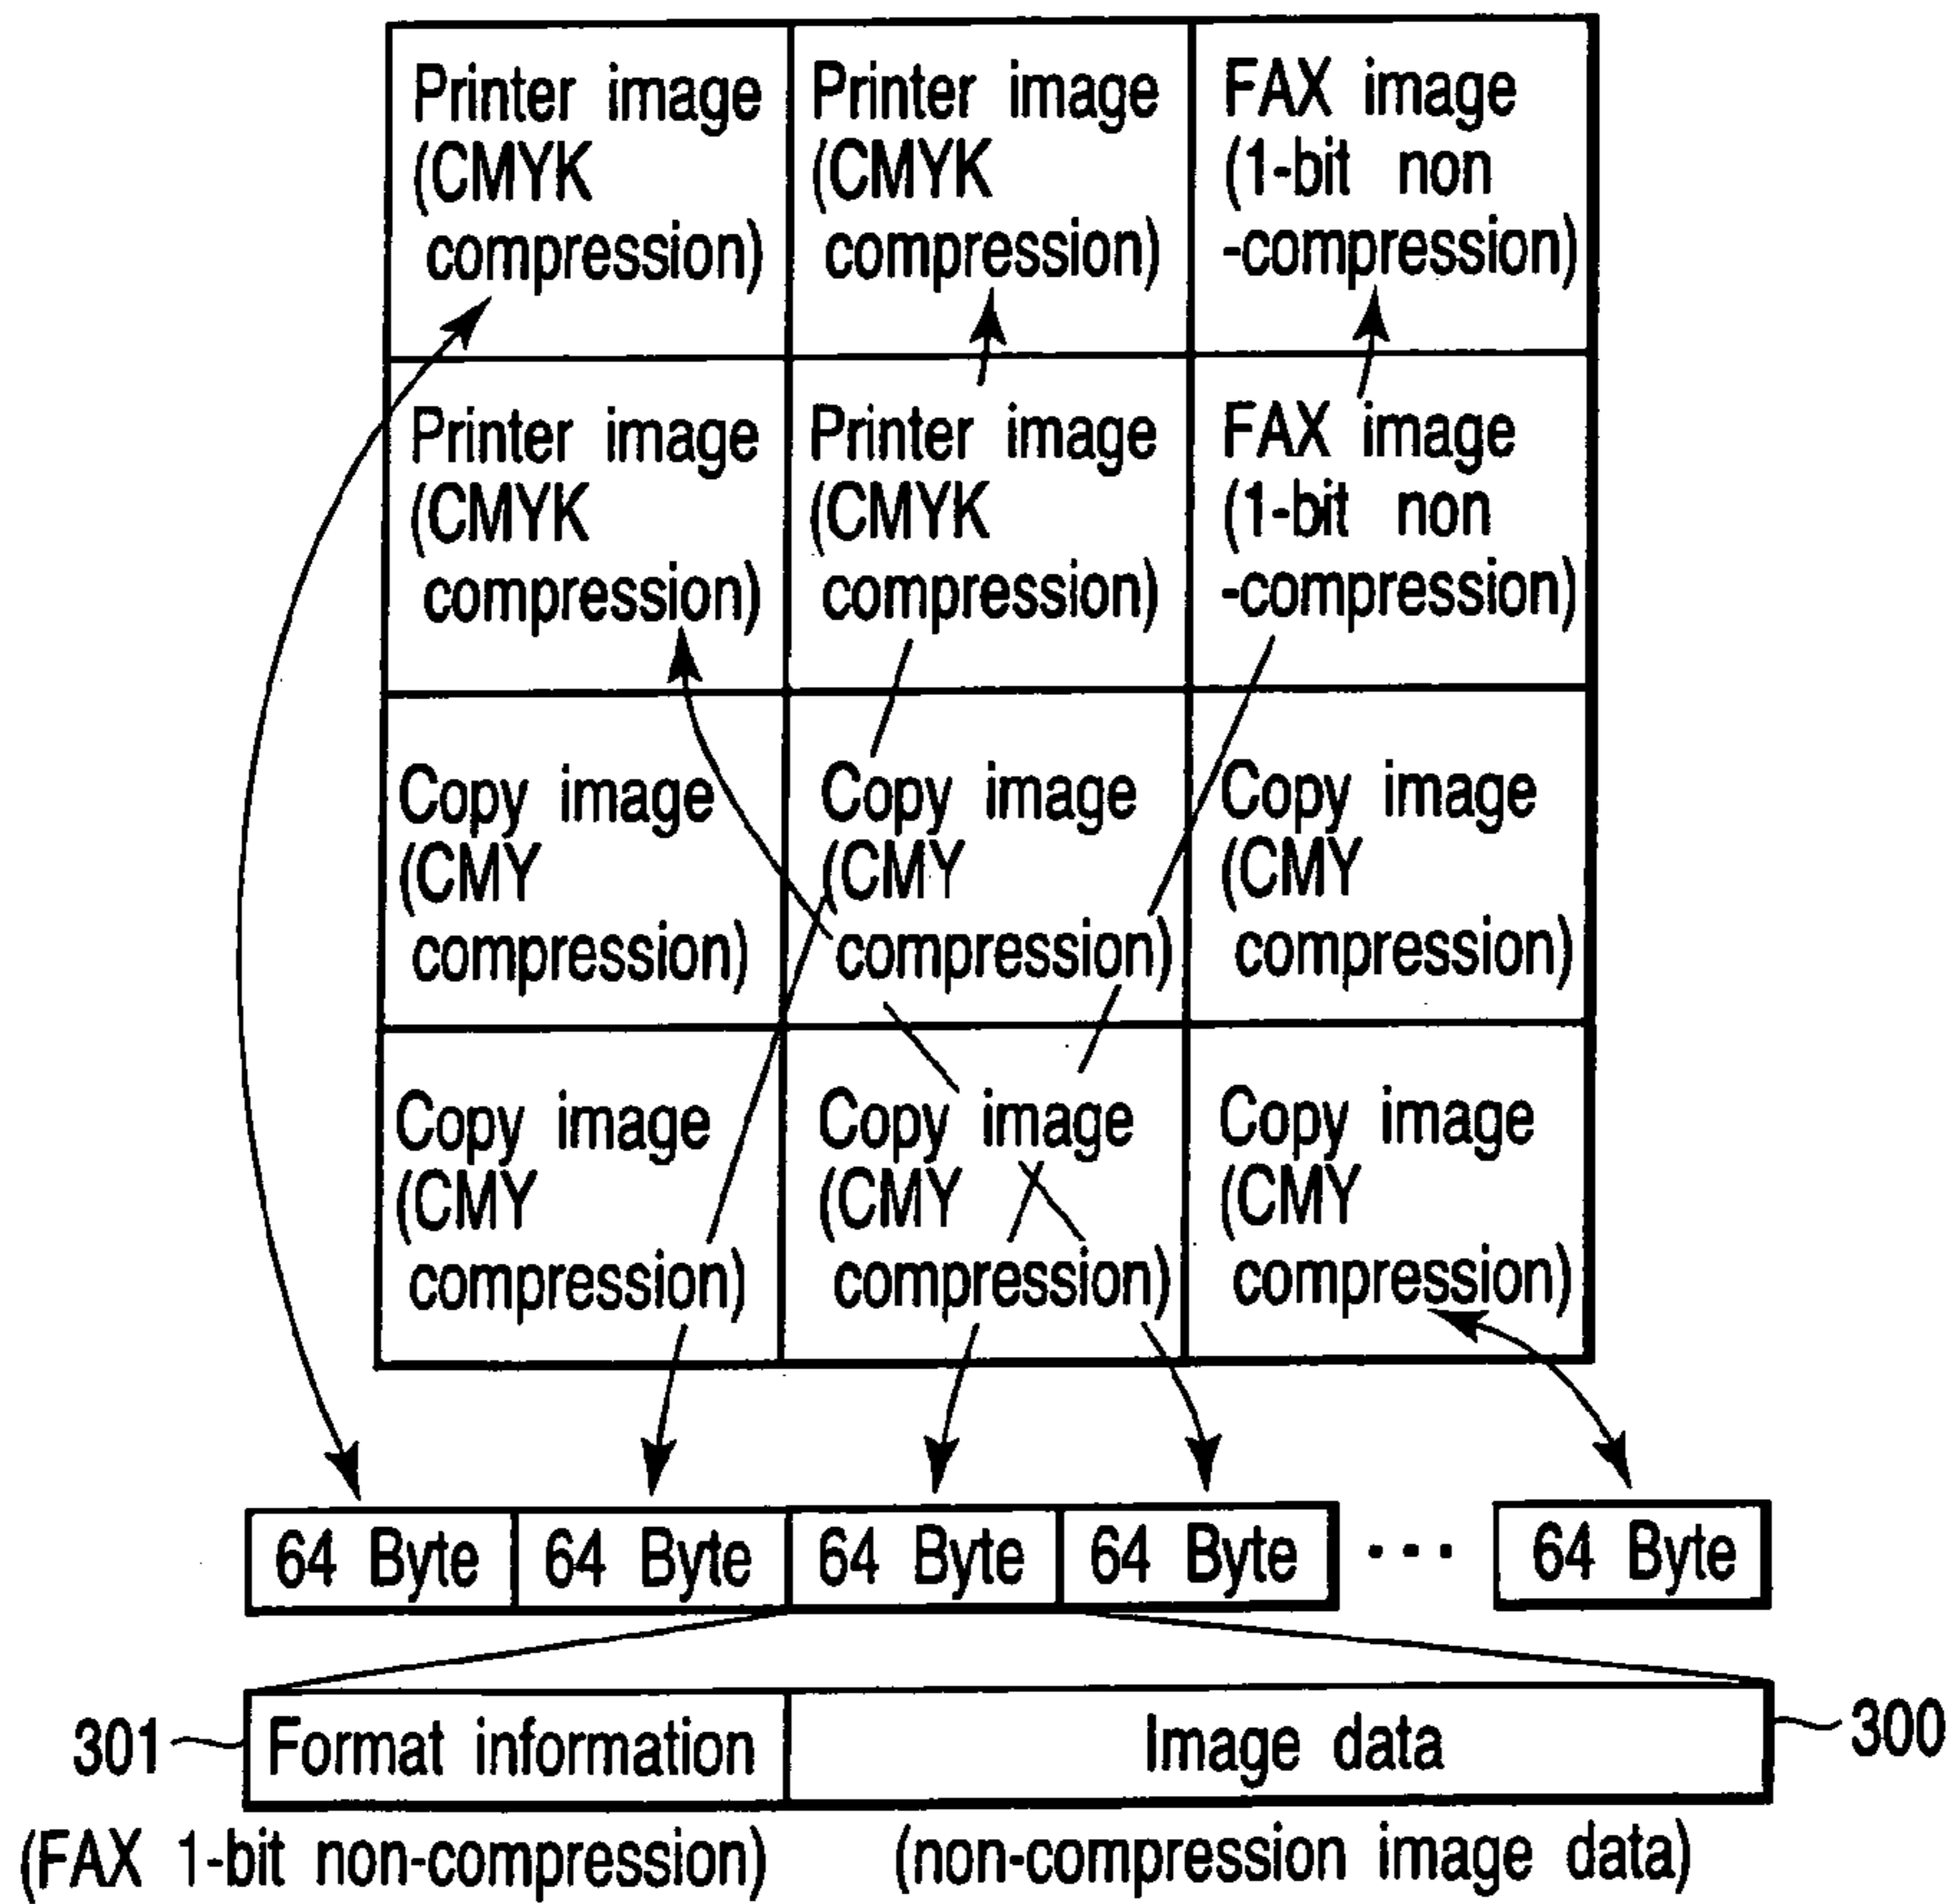 Printer image
(CMYK
compression)
Printer image
(CMYK
compression)
FAX image
(1-bit non
-compression)
Printer image
(CMYK
compression)
Printer image
(CMYK
compression)
FAX image
(1-bit non
-compression)
Copy image
(CMY
compression)
Copy image
(CMY
compression)
Copy image
(CMY
compression)
Copy image
(CMY
compression)
Copy image
(CMY
compression)
Copy image
(CMY
compression)
64 Byte
64 Byte
64 Byte
64 Byte
...
64 Byte
301
Format information
Image data
300
(FAX 1-bit non-compression)
(non-compression image data)